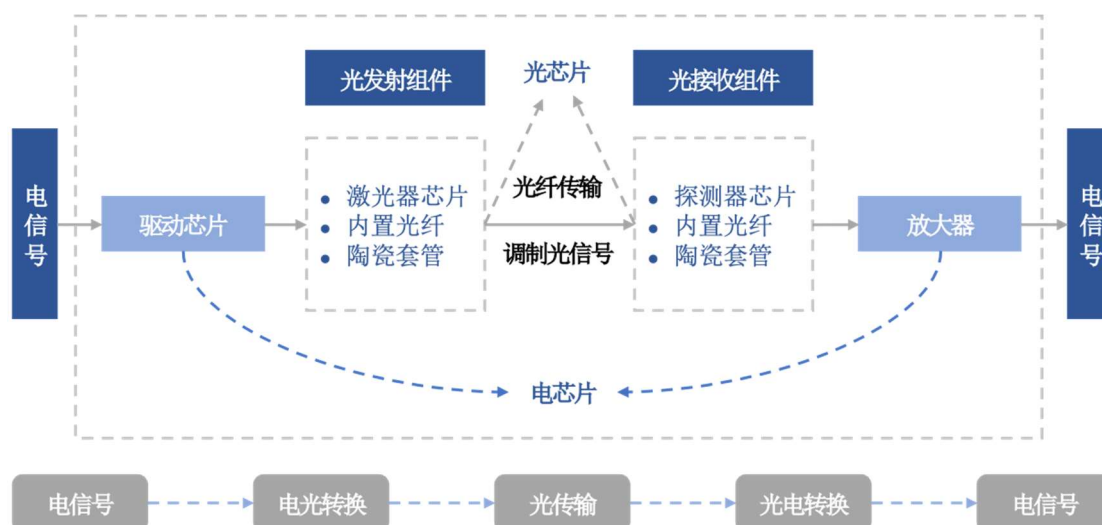 光发射组件
光芯片
光接收组件
电信号
驱动芯片
激光器芯片
内置光纤
陶瓷套管
光纤传输
调制光信号
探测器芯片
内置光纤
陶瓷套管
放大器
电信号
电芯片
电信号
电光转换
光传输
光电转换
电信号